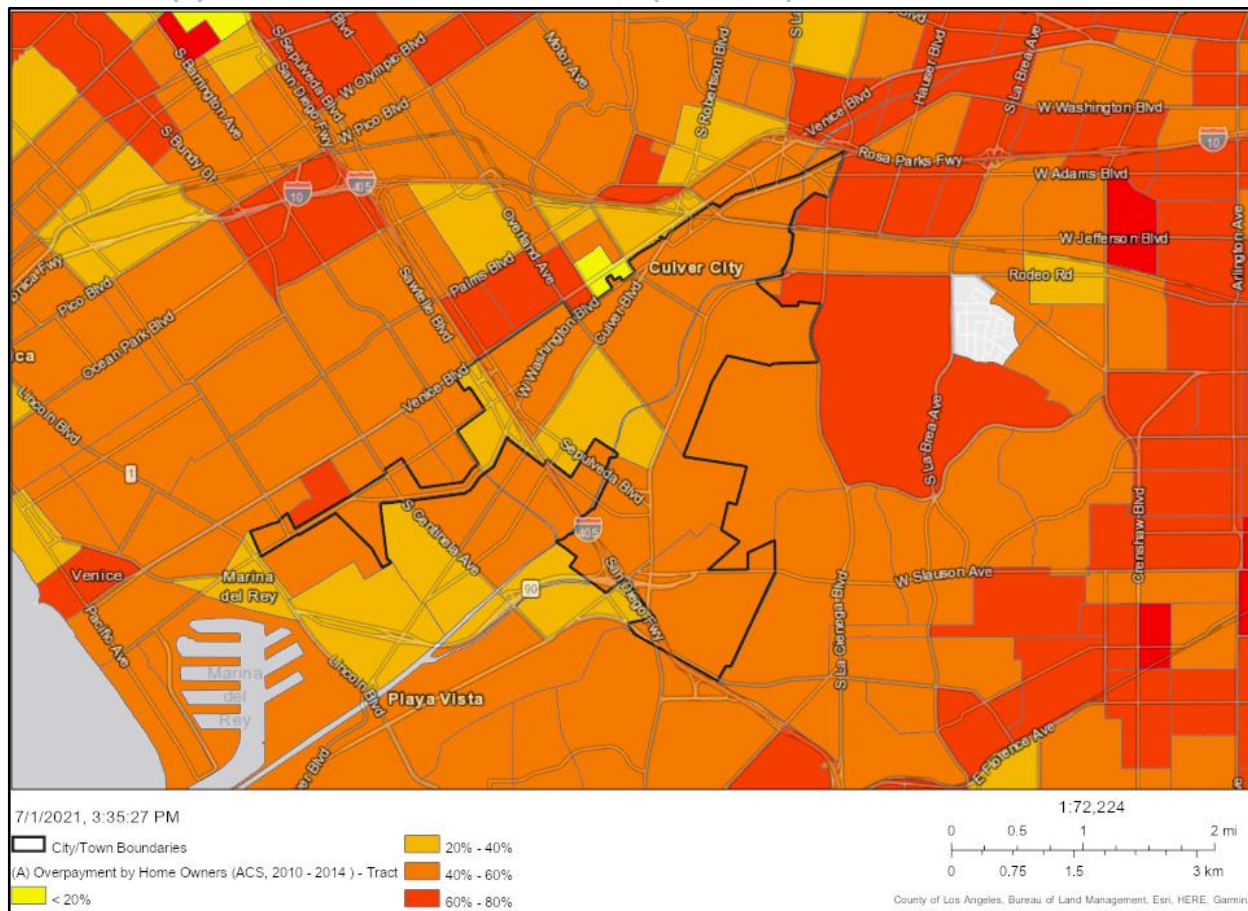 S Sepulveda Blvd
San Diego Fwy
S Barrington Ave
W Olympic Blvd
W Pico Blvd
S Bundy Dr
Motor Ave
S Robertson Blvd
Venice Blvd
Hauser Blvd
S La Brea Ave
W Washington Blvd
10
Rosa Parks Fwy
W Adams Blvd
W Jefferson Blvd
Rodeo Rd
Arlington Ave
10
405
Overland Ave
Palms Blvd
Sawtelle Blvd
Culver City
Culver Blvd
W Washington Blvd
Pico Blvd
Ocean Park Blvd
ica
Lincoln Blvd
Venice Blvd
1
Sepulveda Blvd
S La Brea Ave
405
S Centinela Ave
Crenshaw Blvd
Venice
Marina
del Rey
90
San Diego Fwy
W Slauson Ave
S La Cienega Blvd
Pacific Ave
Lincoln Blvd
Marina
del
Rey
Playa Vista
E Florence Ave
7/1/2021, 3:35:27 PM
City/Town Boundaries
(A) Overpayment by Home Owners (ACS, 2010 - 2014 ) - Tract
< 20%
20% - 40%
40% - 60%
60% - 80%
1:72,224
0 0.5 1 2 mi
0 0.75 1.5 3 km
County of Los Angeles, Bureau of Land Management, Esri, HERE, Garmin,